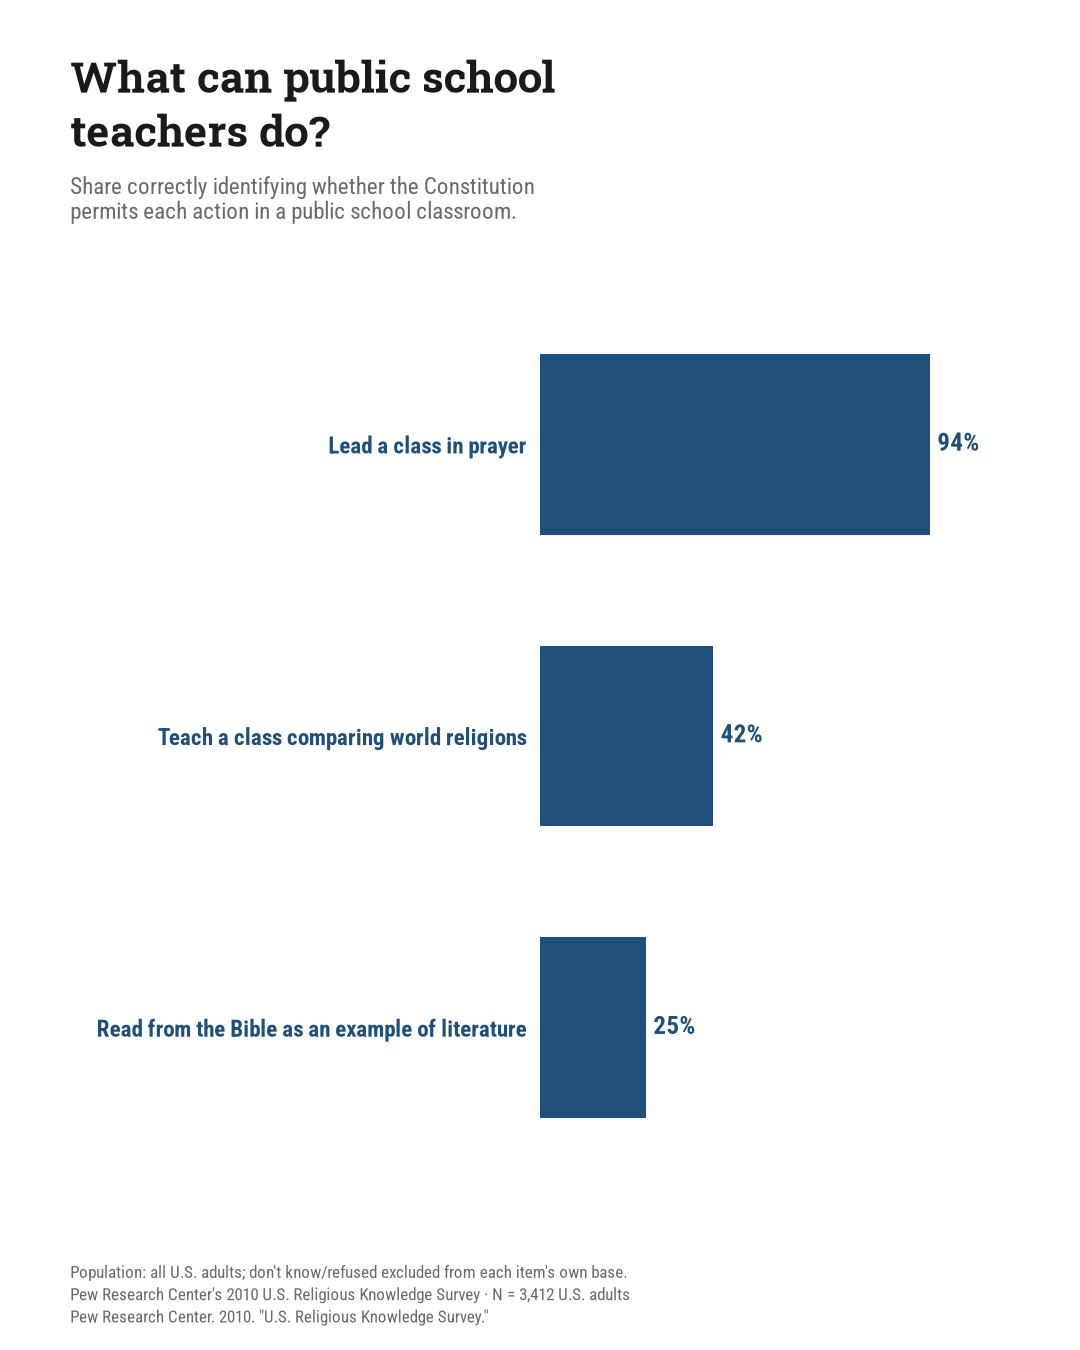 What can public school
teachers do?
Share correctly identifying whether the Constitution
permits each action in a public school classroom.
Lead a class in prayer
94%
Teach a class comparing world religions
42%
Read from the Bible as an example of literature
25%
Population: all U.S. adults; don't know/refused excluded from each item's own base.
Pew Research Center's 2010 U.S. Religious Knowledge Survey · N = 3,412 U.S. adults
Pew Research Center. 2010. "U.S. Religious Knowledge Survey."